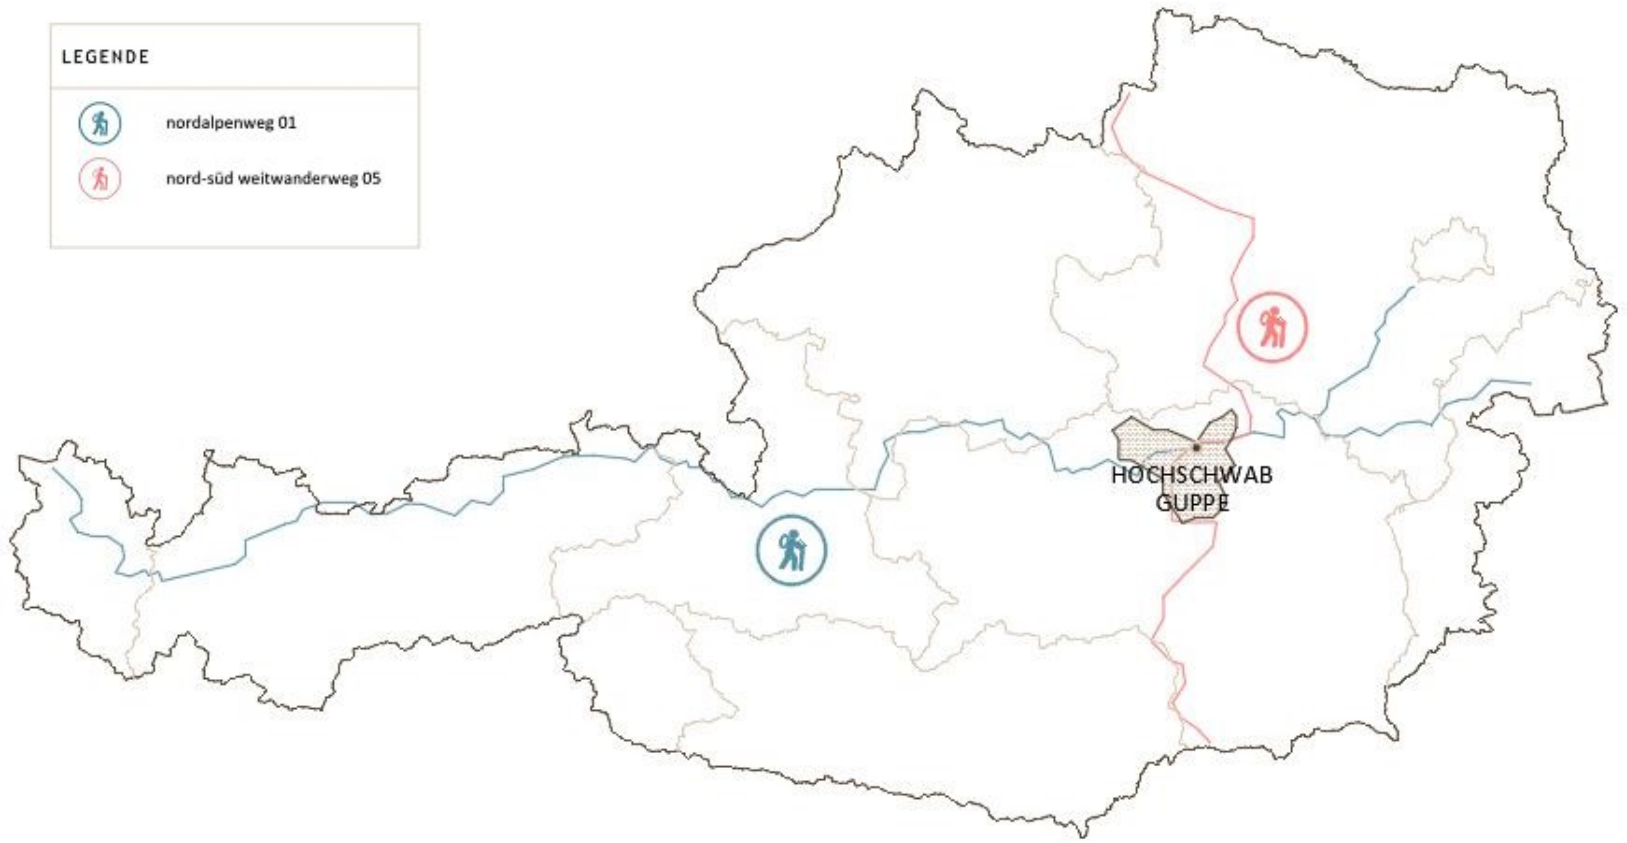 LEGENDE
nordalpenweg 01
nord-süd weitwanderweg 05
HOCHSCHWAB
GUPPE